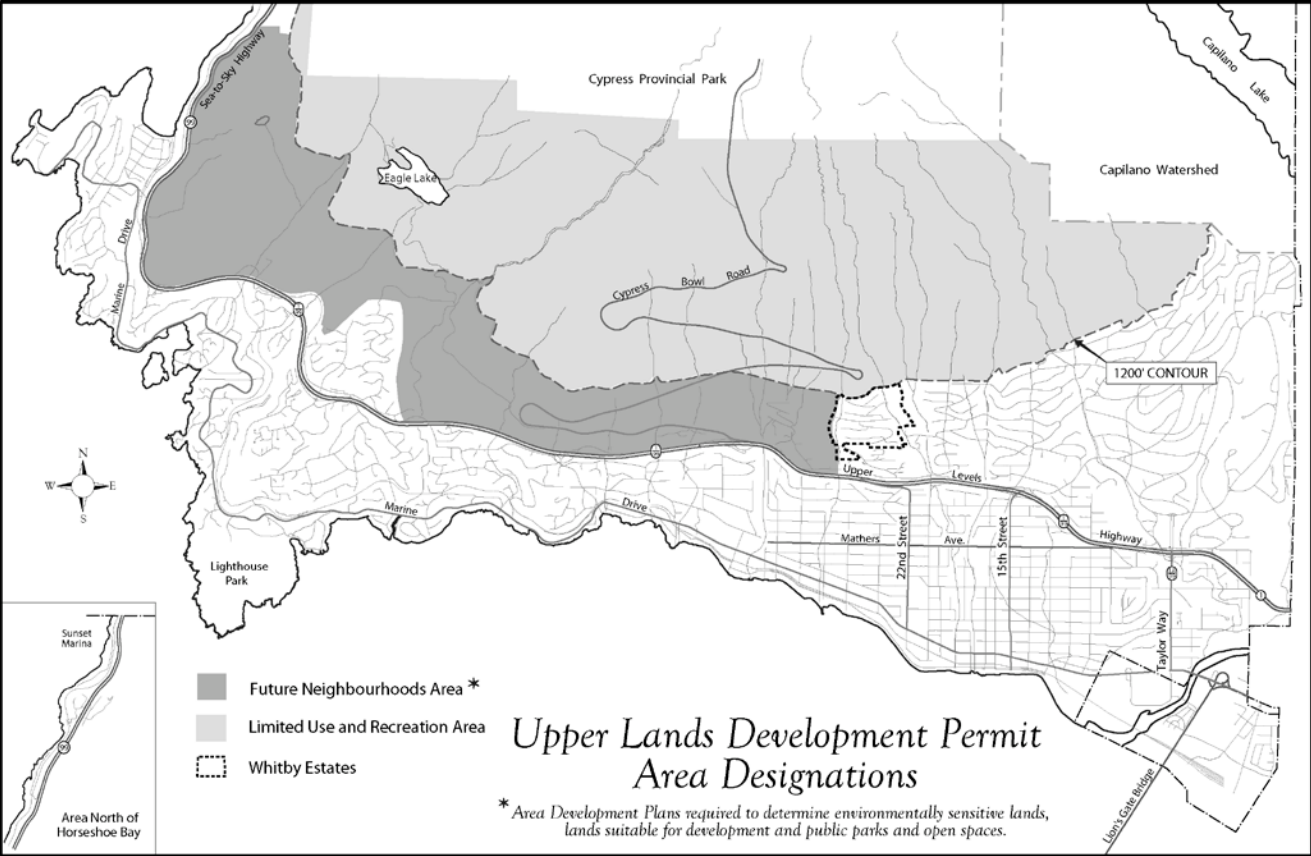 Sea-to-Sky Highway
99
Cypress Provincial Park
Capilano
Lake
Capilano Watershed
Eagle Lake
Marine Drive
Cypress Bowl Road
1200' CONTOUR
N
W E
S
Upper Levels Highway
Marine Drive
Mathers Ave.
22nd Street
15th Street
1
Taylor Way
Lighthouse
Park
Lion's Gate Bridge
Sunset
Marina
99
Area North of
Horseshoe Bay
Future Neighbourhoods Area *
Limited Use and Recreation Area
Whitby Estates
Upper Lands Development Permit
Area Designations
* Area Development Plans required to determine environmentally sensitive lands,
lands suitable for development and public parks and open spaces.